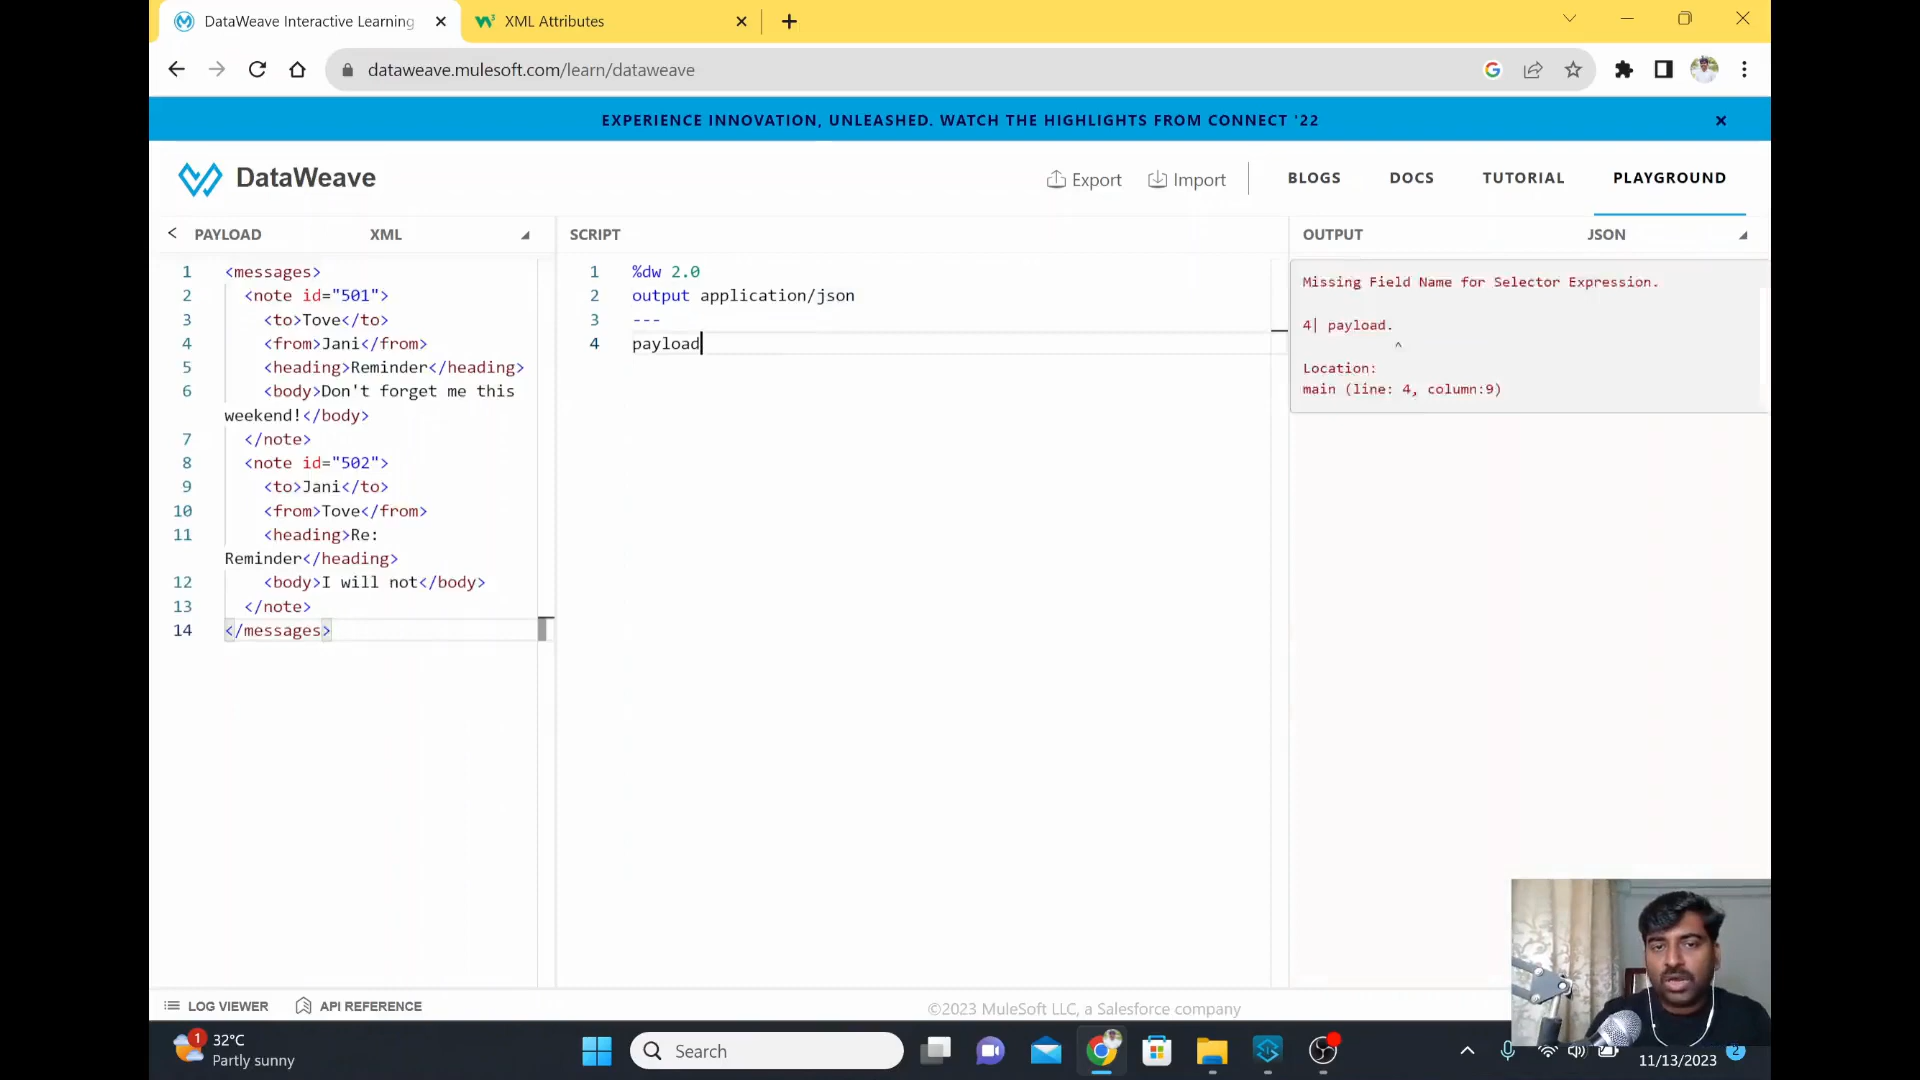 DataWeave Interactive Learning
XML Attributes
dataweave.mulesoft.com/learn/dataweave
EXPERIENCE INNOVATION, UNLEASHED. WATCH THE HIGHLIGHTS FROM CONNECT '22
DataWeave
Export
Import
BLOGS
DOCS
TUTORIAL
PLAYGROUND
PAYLOAD
XML
1 <messages>
2 <note id="501">
3 <to>Tove</to>
4 <from>Jani</from>
5 <heading>Reminder</heading>
6 <body>Don't forget me this
weekend!</body>
7 </note>
8 <note id="502">
9 <to>Jani</to>
10 <from>Tove</from>
11 <heading>Re:
Reminder</heading>
12 <body>I will not</body>
13 </note>
14 </messages>
SCRIPT
1 %dw 2.0
2 output application/json
3 ---
4 payload
OUTPUT
JSON
Missing Field Name for Selector Expression.
4| payload.
^
Location:
main (line: 4, column:9)
LOG VIEWER
API REFERENCE
©2023 MuleSoft LLC, a Salesforce company
1
32°C
Partly sunny
Search
11/13/2023
2